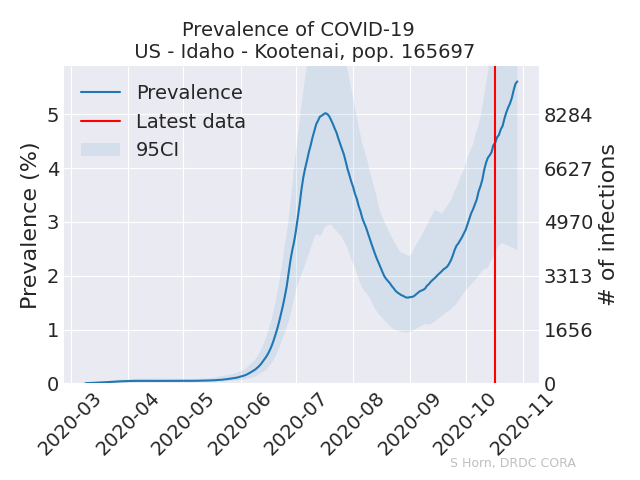 Prevalence of COVID-19
US - Idaho - Kootenai, pop. 165697
Prevalence
Latest data
95CI
Prevalence (%)
5
4
3
2
1
0
8284
6627
4970
3313
1656
0
# of infections
2020-03
2020-04
2020-05
2020-06
2020-07
2020-08
2020-09
2020-10
2020-11
S Horn, DRDC CORA